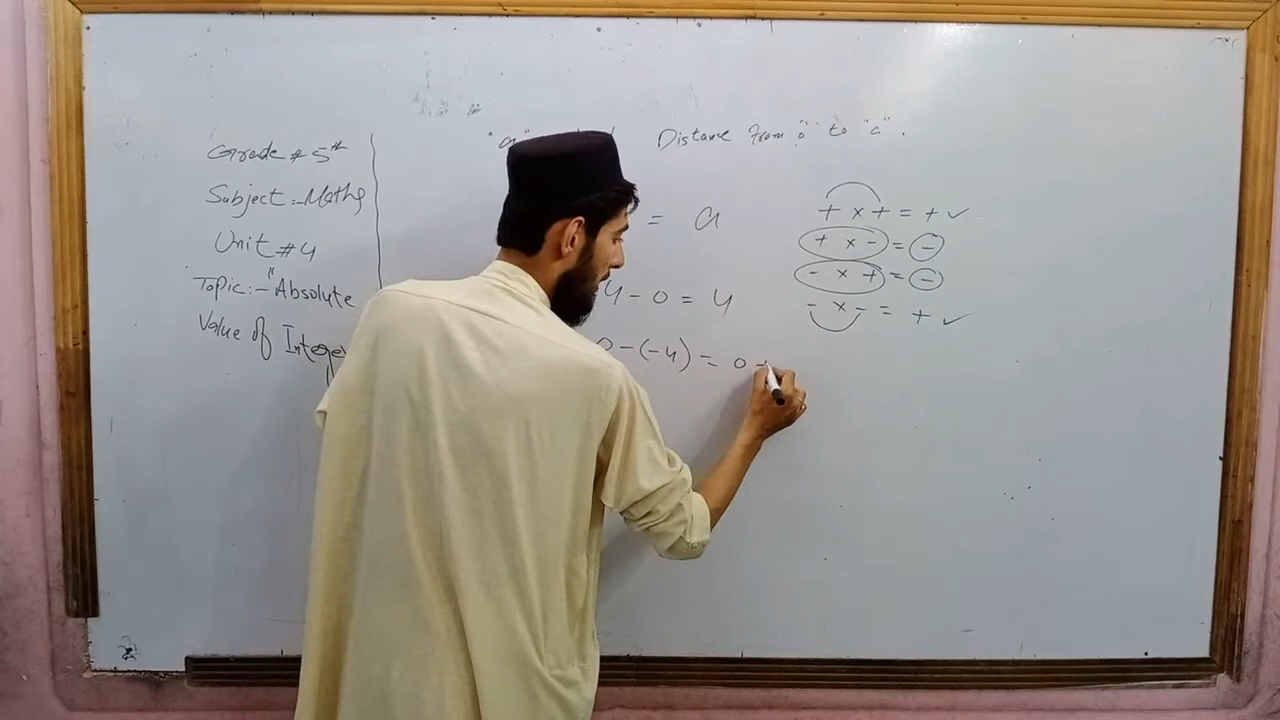 Grade # 5th
Subject :- Maths
Unit # 4
Topic :- "Absolute
Value of Integer
"a" Distance from "0" to "a".
= a
4 - 0 = 4
0 - (-4) = 0 +
+ x + = + ✓
+ x - = -
- x + = -
- x - = + ✓